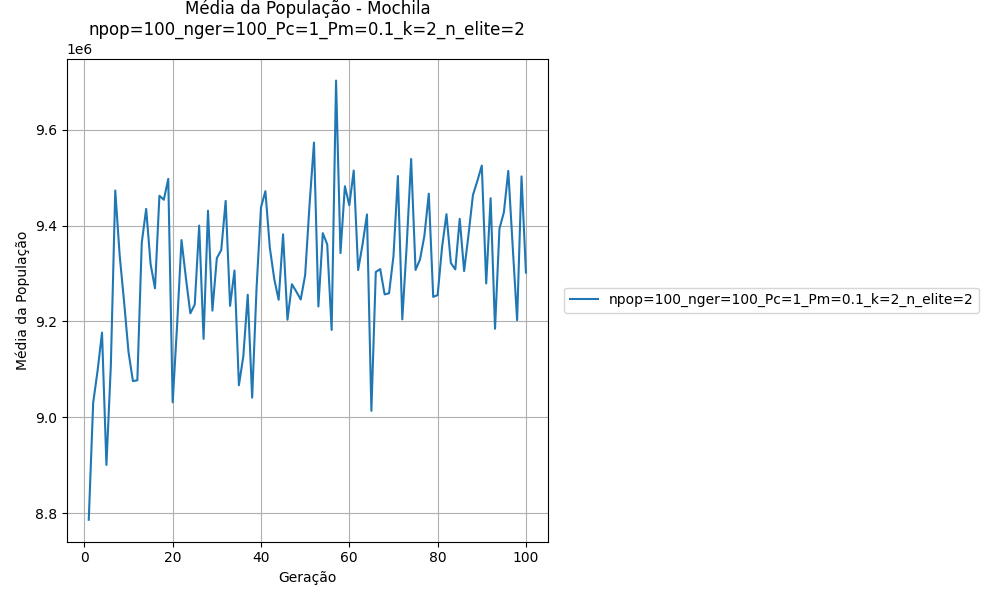 Média da População - Mochila
npop=100_nger=100_Pc=1_Pm=0.1_k=2_n_elite=2
1e6
9.6
9.4
9.2
9.0
8.8
Média da População
0 20 40 60 80 100
Geração
npop=100_nger=100_Pc=1_Pm=0.1_k=2_n_elite=2